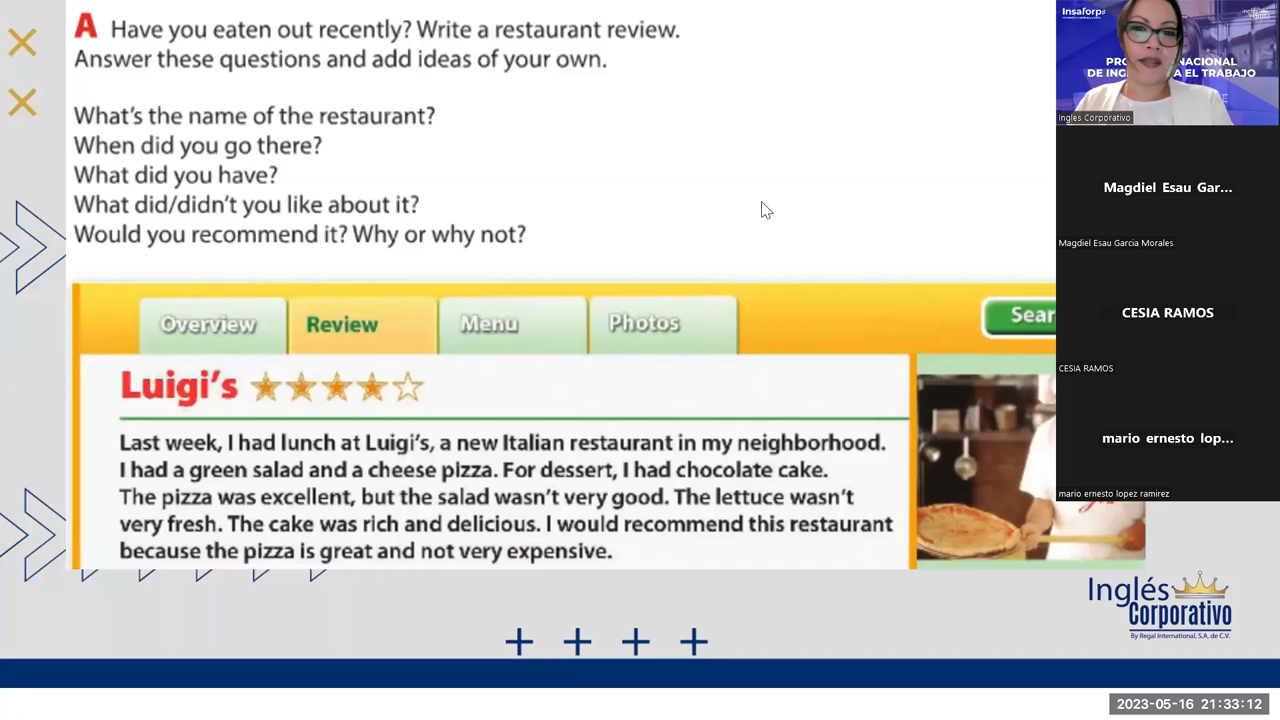 A Have you eaten out recently? Write a restaurant review.
Answer these questions and add ideas of your own.
What's the name of the restaurant?
When did you go there?
What did you have?
What did/didn't you like about it?
Would you recommend it? Why or why not?
Overview
Review
Menu
Photos
Sear
Luigi's
Last week, I had lunch at Luigi's, a new Italian restaurant in my neighborhood.
I had a green salad and a cheese pizza. For dessert, I had chocolate cake.
The pizza was excellent, but the salad wasn't very good. The lettuce wasn't
very fresh. The cake was rich and delicious. I would recommend this restaurant
because the pizza is great and not very expensive.
Insaforp
DE INGL A EL TRABAJO
Ingles Corporativo
Magdiel Esau Gar...
Magdiel Esau Garcia Morales
CESIA RAMOS
CESIA RAMOS
mario ernesto lop...
mario ernesto lopez ramirez
Inglés
Corporativo
By Regal International, S.A. de C.V.
2023-05-16 21:33:12